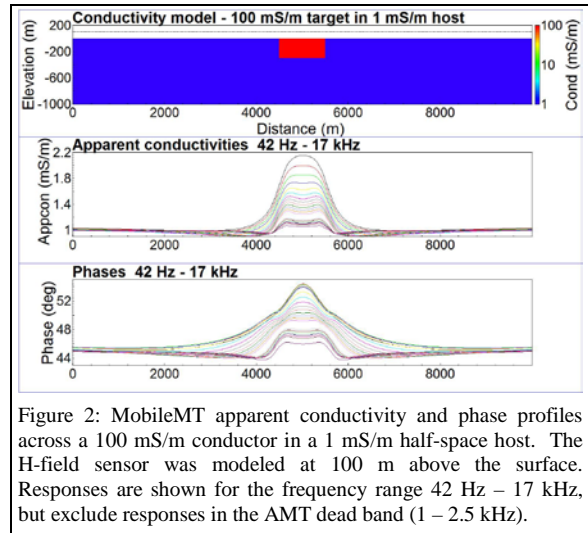 Conductivity model - 100 mS/m target in 1 mS/m host
200
-200
-600
-1000
Elevation (m)
0
2000
4000
6000
8000
Distance (m)
100
10
1
Cond (mS/m)
Apparent conductivities 42 Hz - 17 kHz
2.2
1.8
1.4
1
Appcon (mS/m)
0
2000
4000
6000
8000
Phases 42 Hz - 17 kHz
52
48
44
Phase (deg)
0
2000
4000
6000
8000
Figure 2: MobileMT apparent conductivity and phase profiles
across a 100 mS/m conductor in a 1 mS/m half-space host. The
H-field sensor was modeled at 100 m above the surface.
Responses are shown for the frequency range 42 Hz – 17 kHz,
but exclude responses in the AMT dead band (1 – 2.5 kHz).